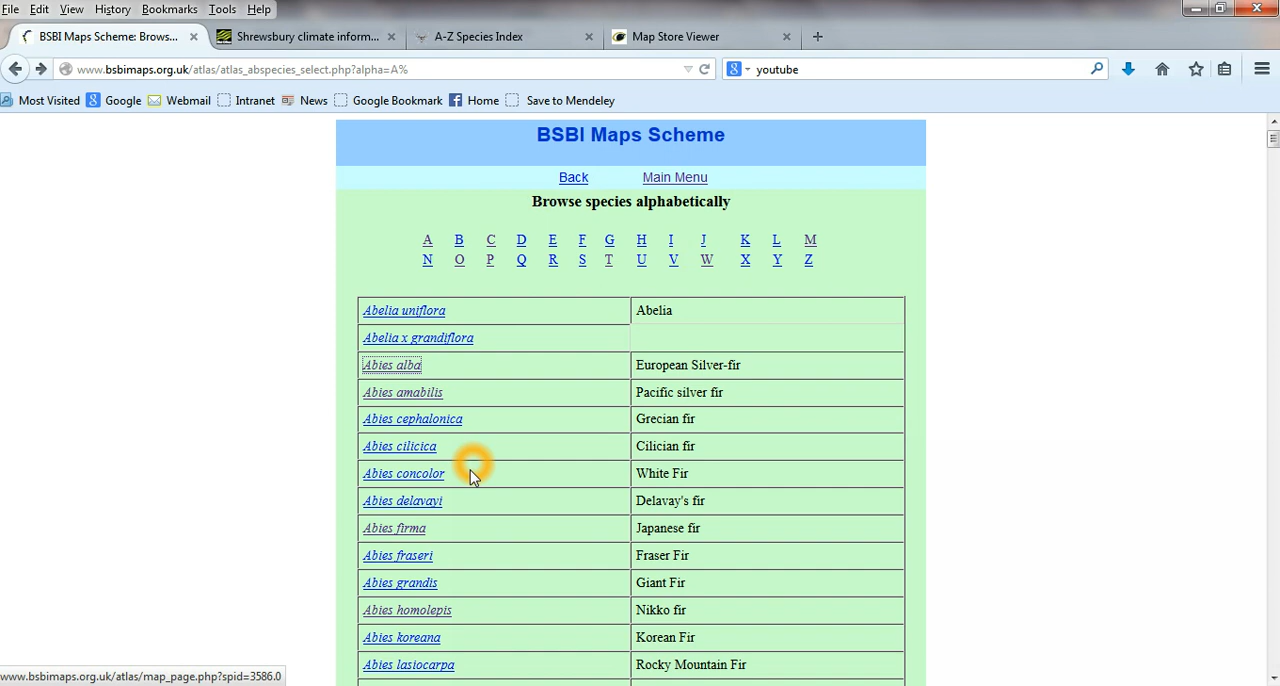 File Edit View History Bookmarks Tools Help
BSBI Maps Scheme: Brows... Shrewsbury climate inform... A-Z Species Index Map Store Viewer
www.bsbimaps.org.uk/atlas/atlas_abspecies_select.php?alpha=A% youtube
Most Visited Google Webmail Intranet News Google Bookmark Home Save to Mendeley
BSBI Maps Scheme
Back Main Menu
Browse species alphabetically
A B C D E F G H I J K L M
N O P Q R S T U V W X Y Z
Abelia uniflora Abelia
Abelia x grandiflora
Abies alba European Silver-fir
Abies amabilis Pacific silver fir
Abies cephalonica Grecian fir
Abies cilicica Cilician fir
Abies concolor White Fir
Abies delavayi Delavay's fir
Abies firma Japanese fir
Abies fraseri Fraser Fir
Abies grandis Giant Fir
Abies homolepis Nikko fir
Abies koreana Korean Fir
Abies lasiocarpa Rocky Mountain Fir
www.bsbimaps.org.uk/atlas/map_page.php?spid=3586.0